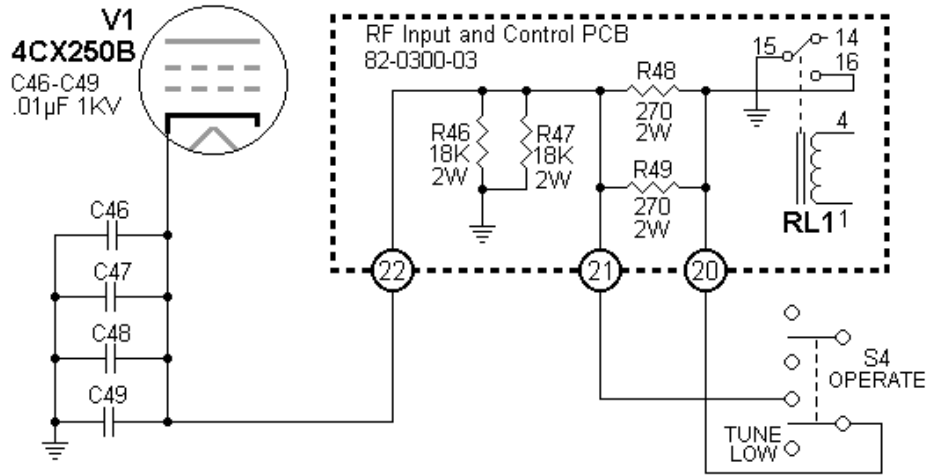 V1
4CX250B
C46-C49
.01µF 1KV
RF Input and Control PCB
82-0300-03
15
14
16
R48
270
2W
R46
18K
2W
R47
18K
2W
R49
270
2W
4
RL1
1
C46
C47
C48
C49
22
21
20
S4
OPERATE
TUNE
LOW